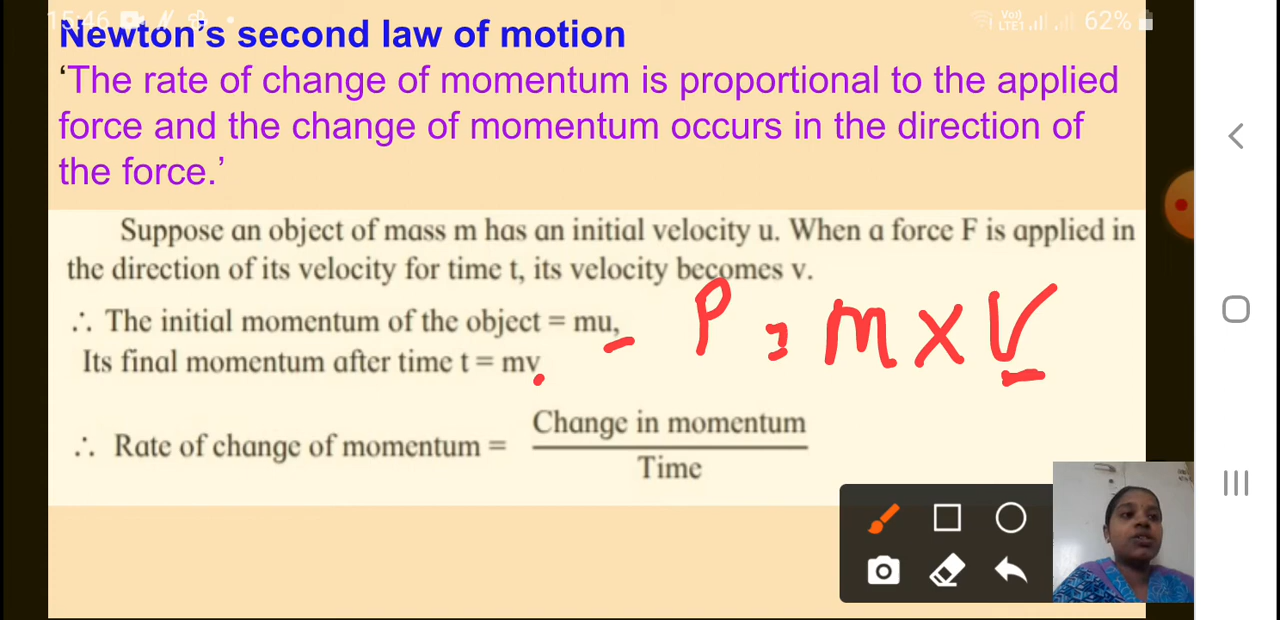 15:46
Vo)) LTE1 62%
Newton's second law of motion
‘The rate of change of momentum is proportional to the applied
force and the change of momentum occurs in the direction of
the force.’
Suppose an object of mass m has an initial velocity u. When a force F is applied in
the direction of its velocity for time t, its velocity becomes v.
∴ The initial momentum of the object = mu,
Its final momentum after time t = mv
P = m x v
∴ Rate of change of momentum = Change in momentum
Time